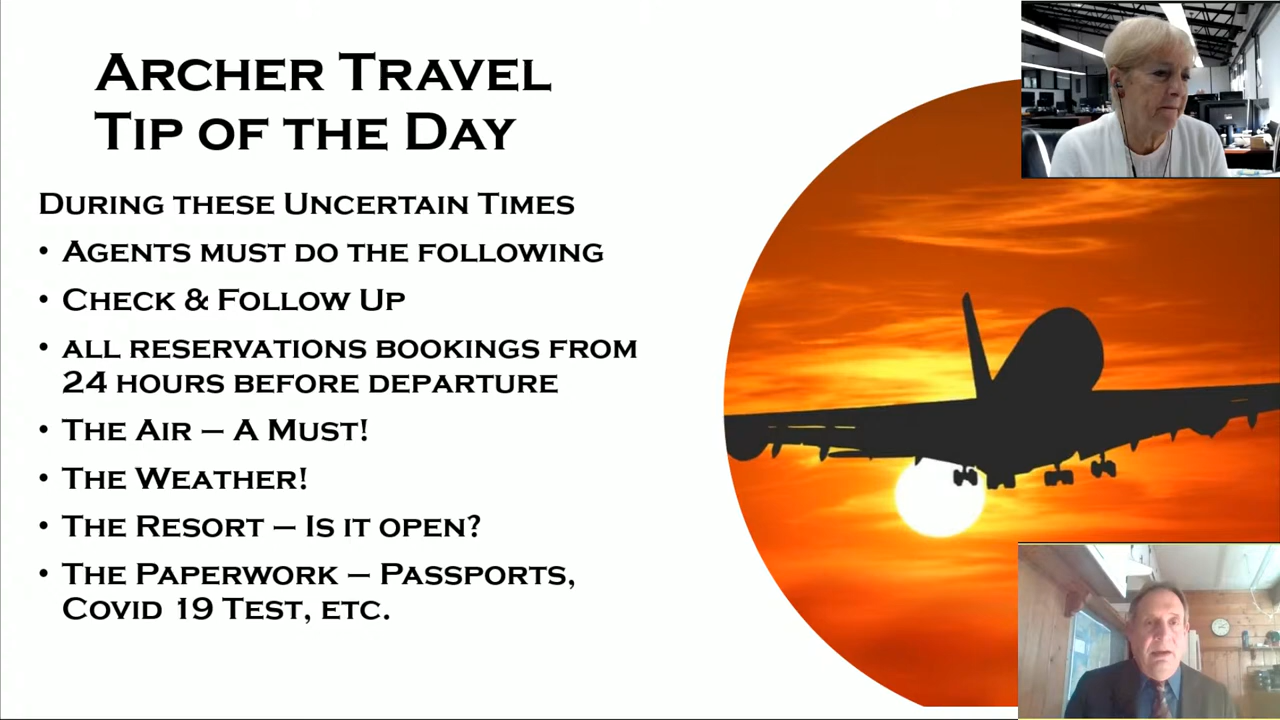 Archer Travel
Tip of the Day
During these Uncertain Times
• Agents must do the following
• Check & Follow Up
• all reservations bookings from
24 hours before departure
• The Air – A Must!
• The Weather!
• The Resort – Is it open?
• The Paperwork – Passports,
Covid 19 Test, etc.